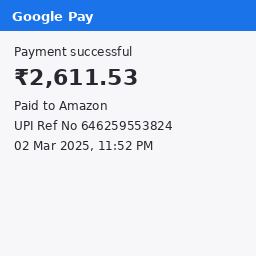 Google Pay
Payment successful
₹2,611.53
Paid to Amazon
UPI Ref No 646259553824
02 Mar 2025, 11:52 PM